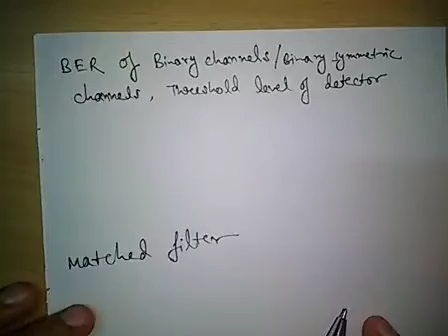 BER of Binary channels/Binary symmetric
channels, Threshold level of detector
Matched filter